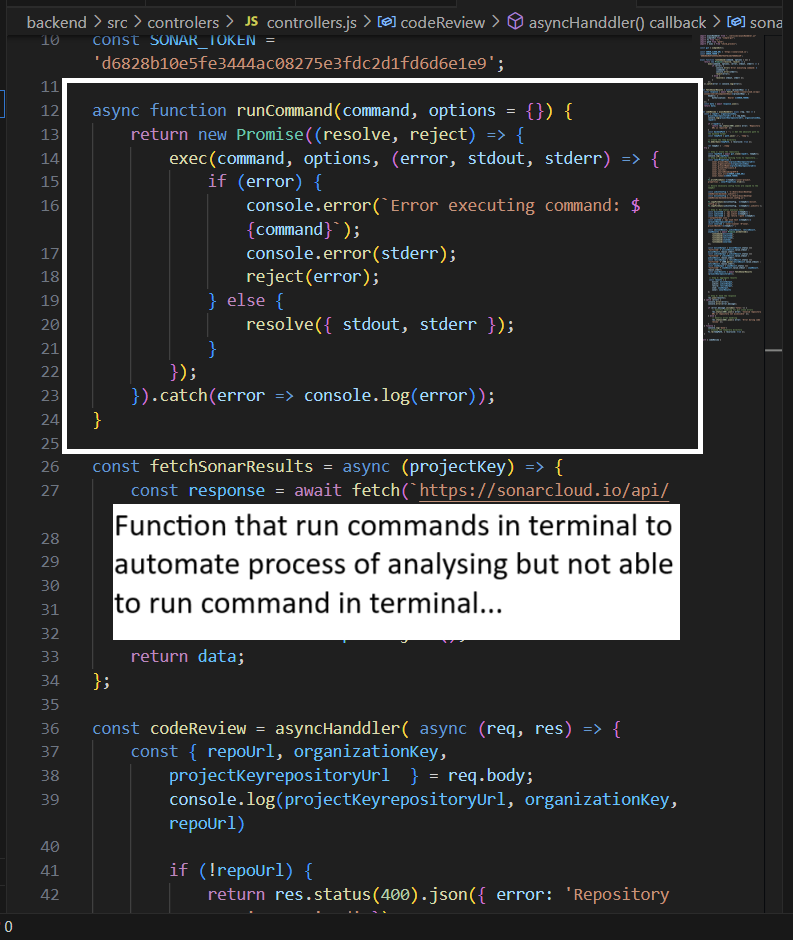 backend > src > controlers > JS controllers.js > codeReview > asyncHanddler() callback > sona
10 const SONAR_TOKEN =
'd6828b10e5fe3444ac08275e3fdc2d1fd6d6e1e9';
11
12 async function runCommand(command, options = {}) {
13 return new Promise((resolve, reject) => {
14 exec(command, options, (error, stdout, stderr) => {
15 if (error) {
16 console.error(`Error executing command: $
{command}`);
17 console.error(stderr);
18 reject(error);
19 } else {
20 resolve({ stdout, stderr });
21 }
22 });
23 }).catch(error => console.log(error));
24 }
25
26 const fetchSonarResults = async (projectKey) => {
27 const response = await fetch(`https://sonarcloud.io/api/
Function that run commands in terminal to
28
automate process of analysing but not able
29
30
to run command in terminal...
31
32
33 return data;
34 };
35
36 const codeReview = asyncHanddler( async (req, res) => {
37 const { repoUrl, organizationKey,
38 projectKeyrepositoryUrl } = req.body;
39 console.log(projectKeyrepositoryUrl, organizationKey,
repoUrl)
40
41 if (!repoUrl) {
42 return res.status(400).json({ error: 'Repository
0